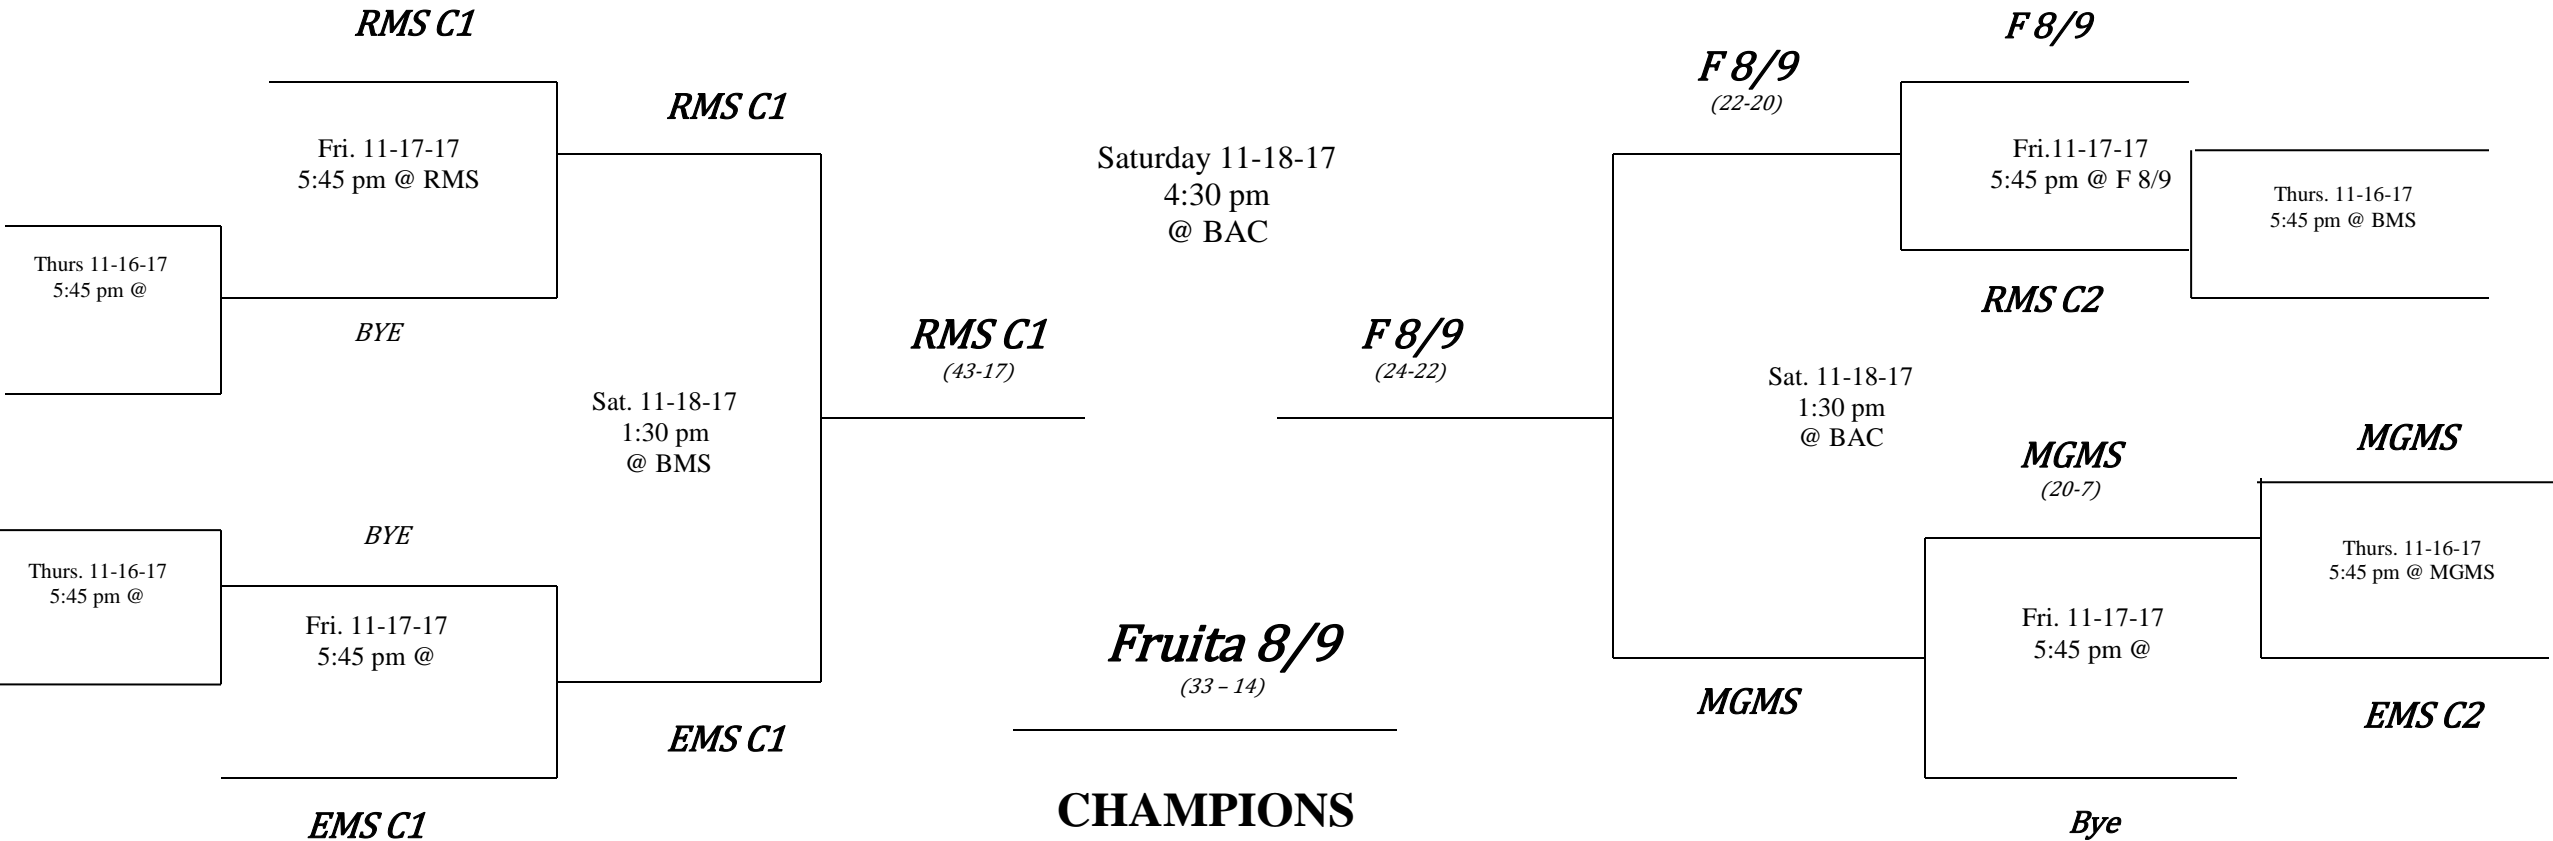 RMS C1
RMS C1
Fri. 11-17-17
5:45 pm @ RMS
Thurs 11-16-17
5:45 pm @
BYE
Sat. 11-18-17
1:30 pm
@ BMS
BYE
Thurs. 11-16-17
5:45 pm @
Fri. 11-17-17
5:45 pm @
EMS C1
EMS C1
Saturday 11-18-17
4:30 pm
@ BAC
RMS C1
(43-17)
F 8/9
(24-22)
Fruita 8/9
(33 – 14)
CHAMPIONS
F 8/9
F 8/9
(22-20)
Fri.11-17-17
5:45 pm @ F 8/9
Thurs. 11-16-17
5:45 pm @ BMS
RMS C2
Sat. 11-18-17
1:30 pm
@ BAC
MGMS
MGMS
(20-7)
Thurs. 11-16-17
5:45 pm @ MGMS
Fri. 11-17-17
5:45 pm @
MGMS
EMS C2
Bye